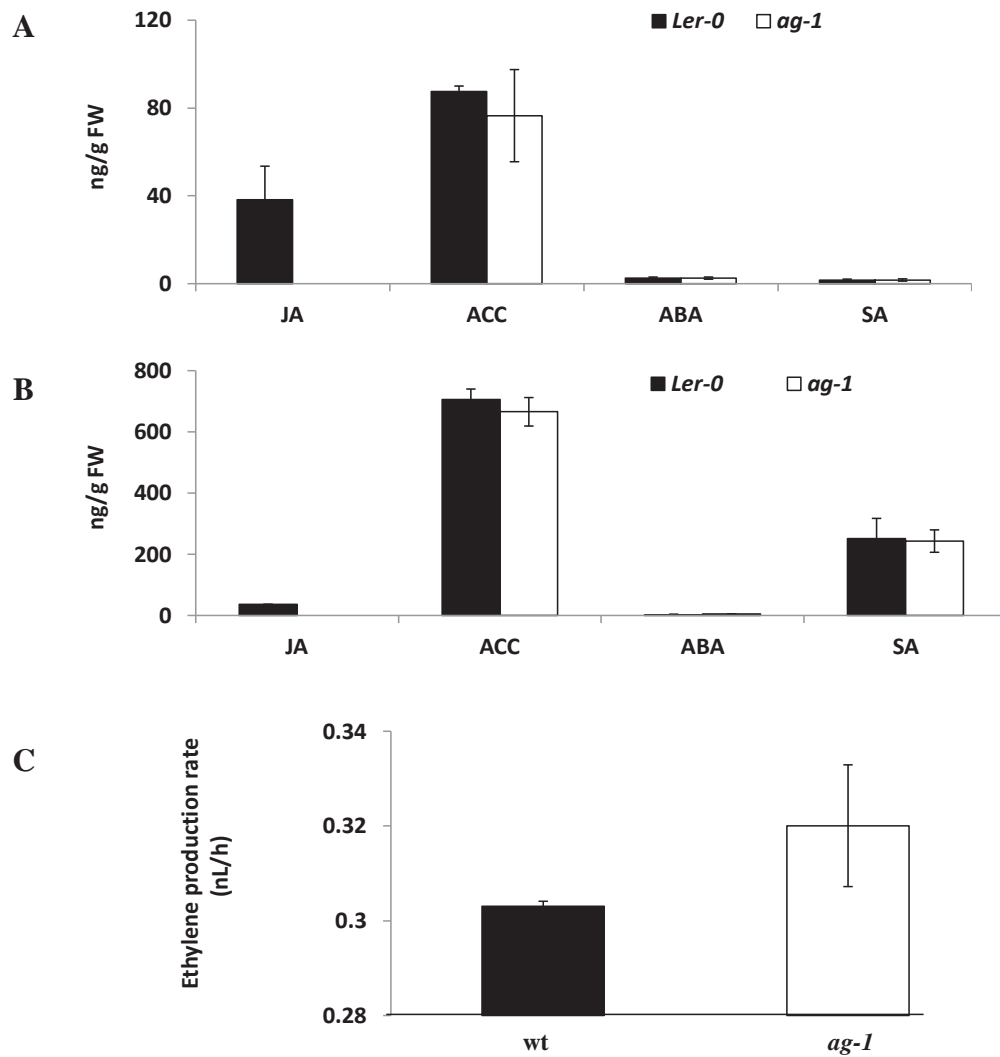 A
120
80
40
0
ng/g FW
Ler-0 ag-1
JA ACC ABA SA
B
800
600
400
200
0
ng/g FW
Ler-0 ag-1
JA ACC ABA SA
C
0.34
0.32
0.3
0.28
Ethylene production rate
(nL/h)
wt ag-1